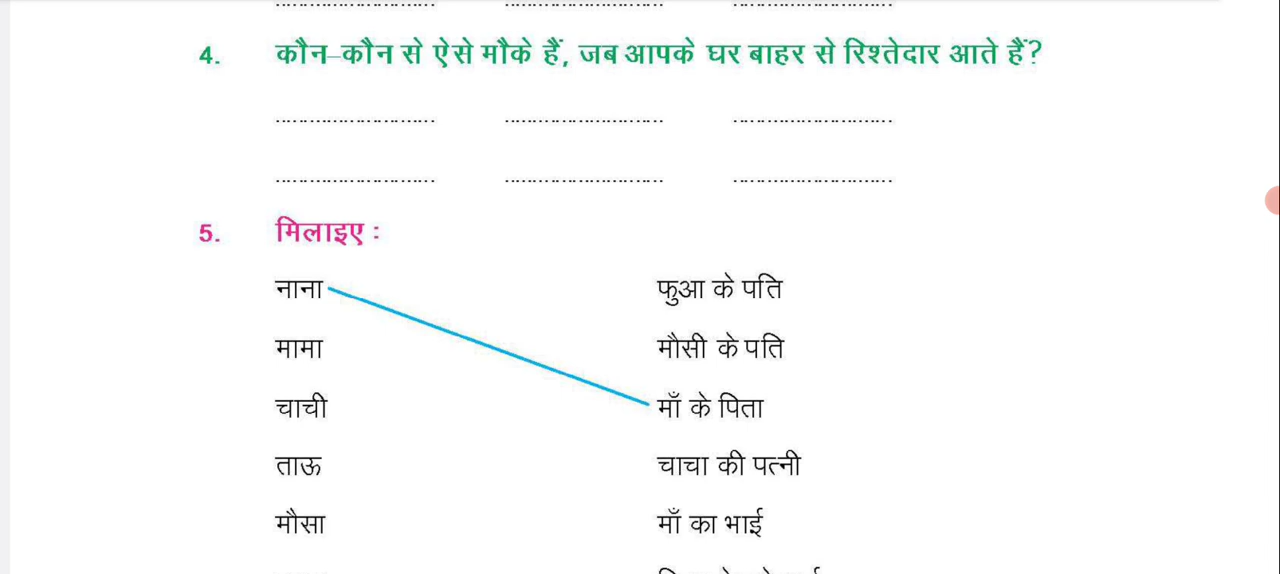 4. कौन–कौन से ऐसे मौके हैं, जब आपके घर बाहर से रिश्तेदार आते हैं?
............................ ............................ ............................
............................ ............................ ............................
5. मिलाइए :
नाना फुआ के पति
मामा मौसी के पति
चाची माँ के पिता
ताऊ चाचा की पत्नी
मौसा माँ का भाई